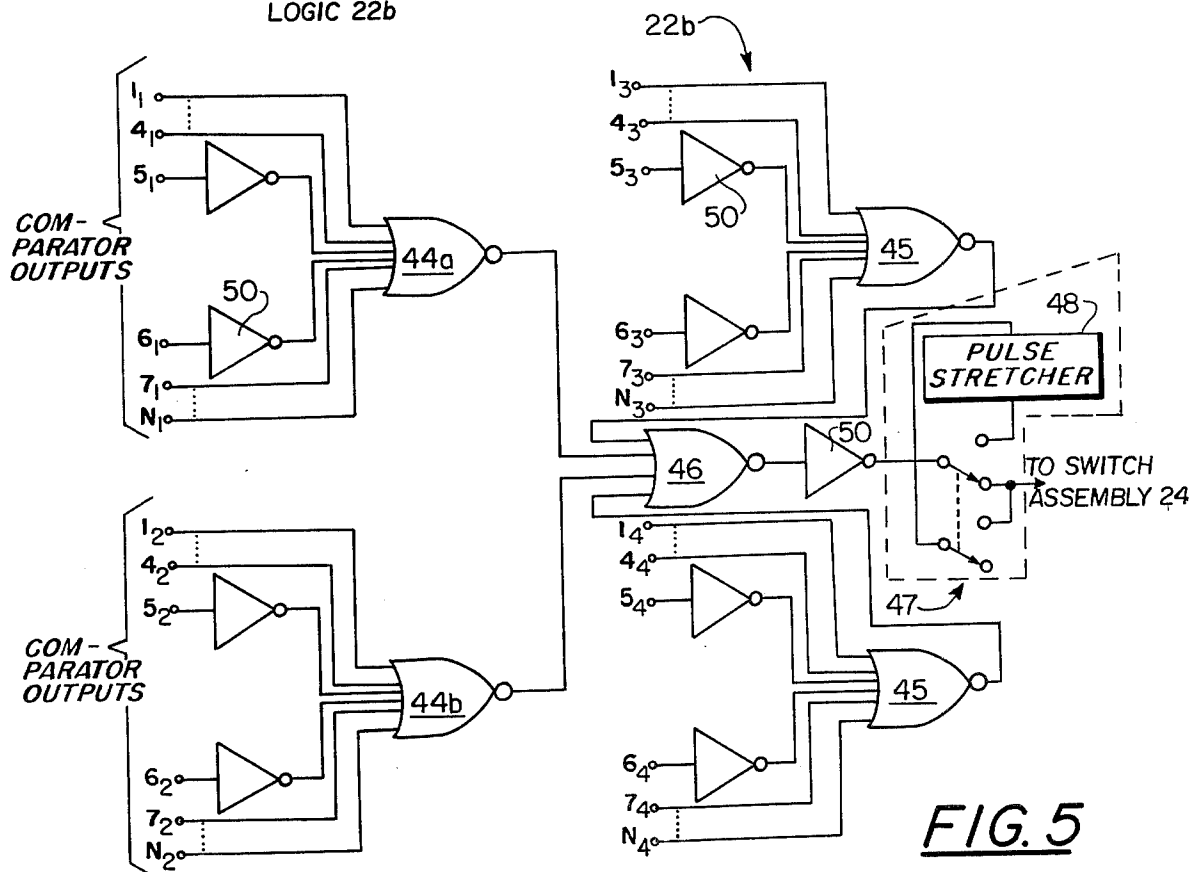 LOGIC 22b
22b
1₁
4₁
5₁
50
6₁
7₁
N₁
COM-
PARATOR
OUTPUTS
44a
1₃
4₃
5₃
50
45
6₃
7₃
N₃
48
PULSE
STRETCHER
46
50
TO SWITCH
ASSEMBLY 24
47
1₂
4₂
5₂
6₂
7₂
N₂
COM-
PARATOR
OUTPUTS
44b
1₄
4₄
5₄
45
6₄
7₄
N₄
FIG. 5